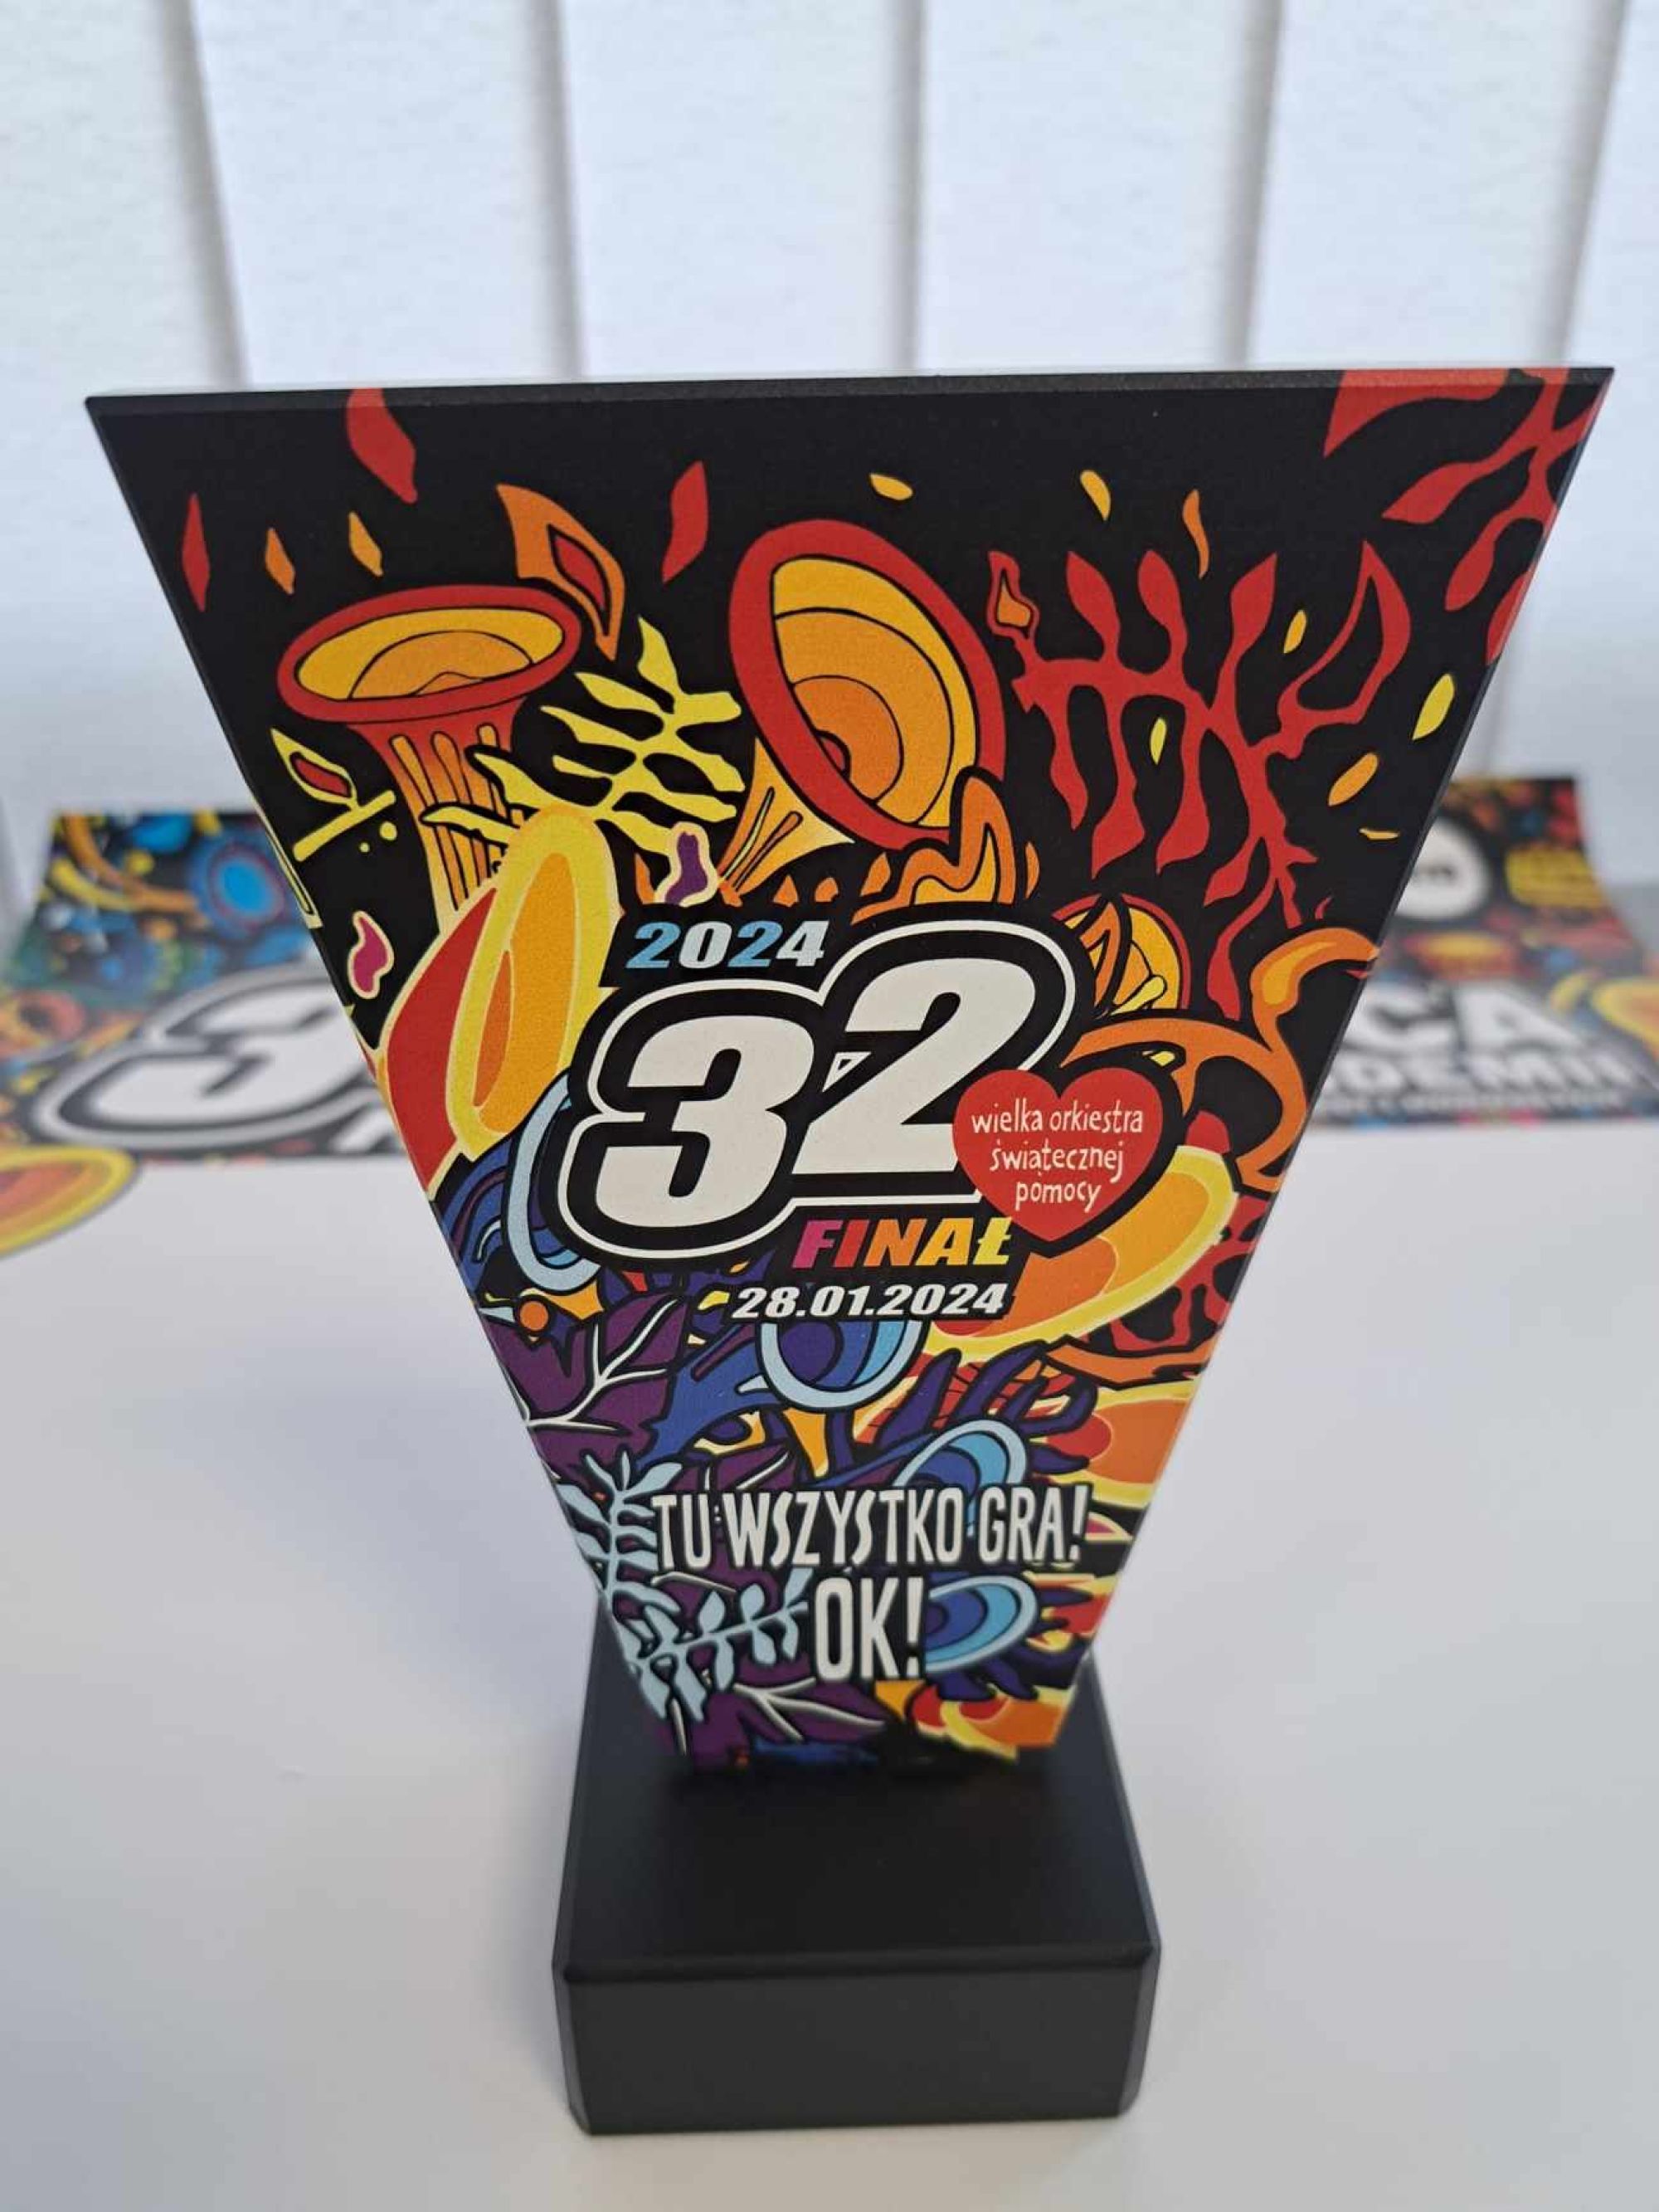 2024
32
wielka orkiestra
świątecznej
pomocy
FINAŁ
28.01.2024
TU WSZYSTKO GRA!
OK!